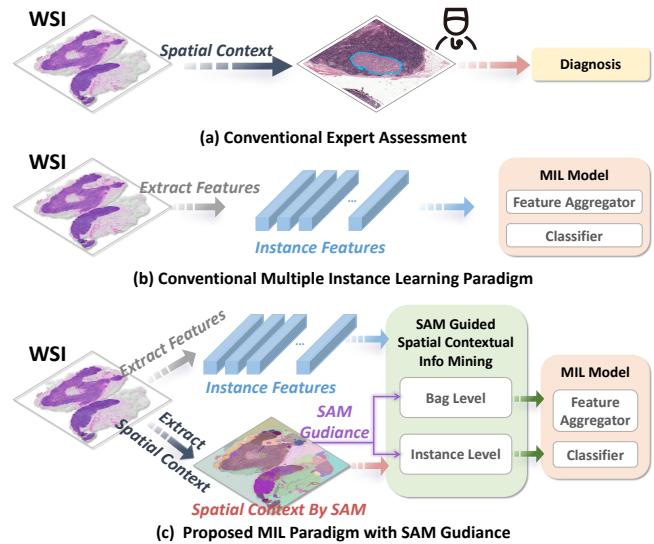 WSI
Spatial Context
Diagnosis
(a) Conventional Expert Assessment
WSI
Extract Features
...
Instance Features
MIL Model
Feature Aggregator
Classifier
(b) Conventional Multiple Instance Learning Paradigm
WSI
Extract Features
...
Instance Features
Extract
Spatial Context
SAM
Gudiance
Spatial Context By SAM
SAM Guided
Spatial Contextual
Info Mining
Bag Level
Instance Level
MIL Model
Feature
Aggregator
Classifier
(c) Proposed MIL Paradigm with SAM Gudiance